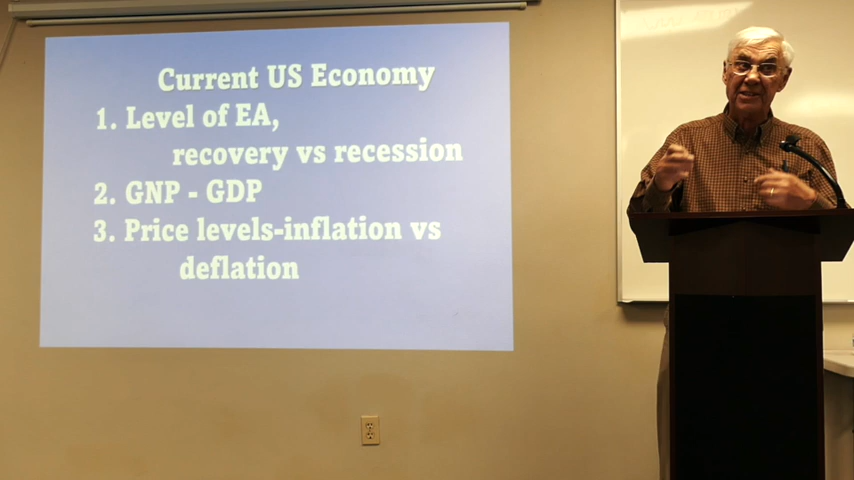 Current US Economy
1. Level of EA,
recovery vs recession
2. GNP - GDP
3. Price levels-inflation vs
deflation